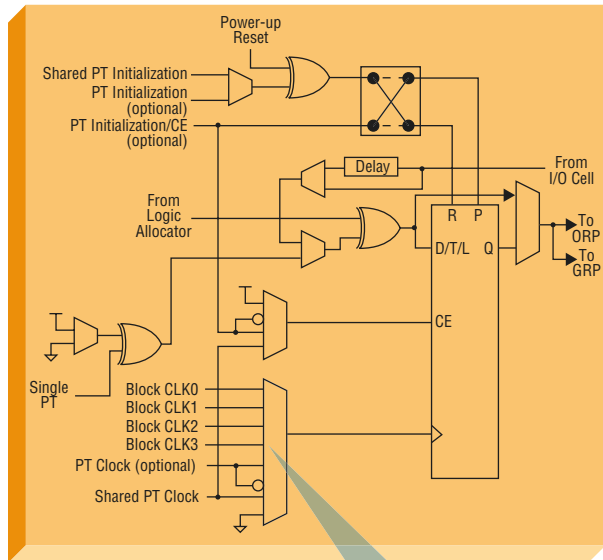 Power-up
Reset
Shared PT Initialization
PT Initialization
(optional)
PT Initialization/CE
(optional)
Delay
From
I/O Cell
From
Logic
Allocator
R P
D/T/L Q
To
ORP
To
GRP
CE
Single
PT
Block CLK0
Block CLK1
Block CLK2
Block CLK3
PT Clock (optional)
Shared PT Clock